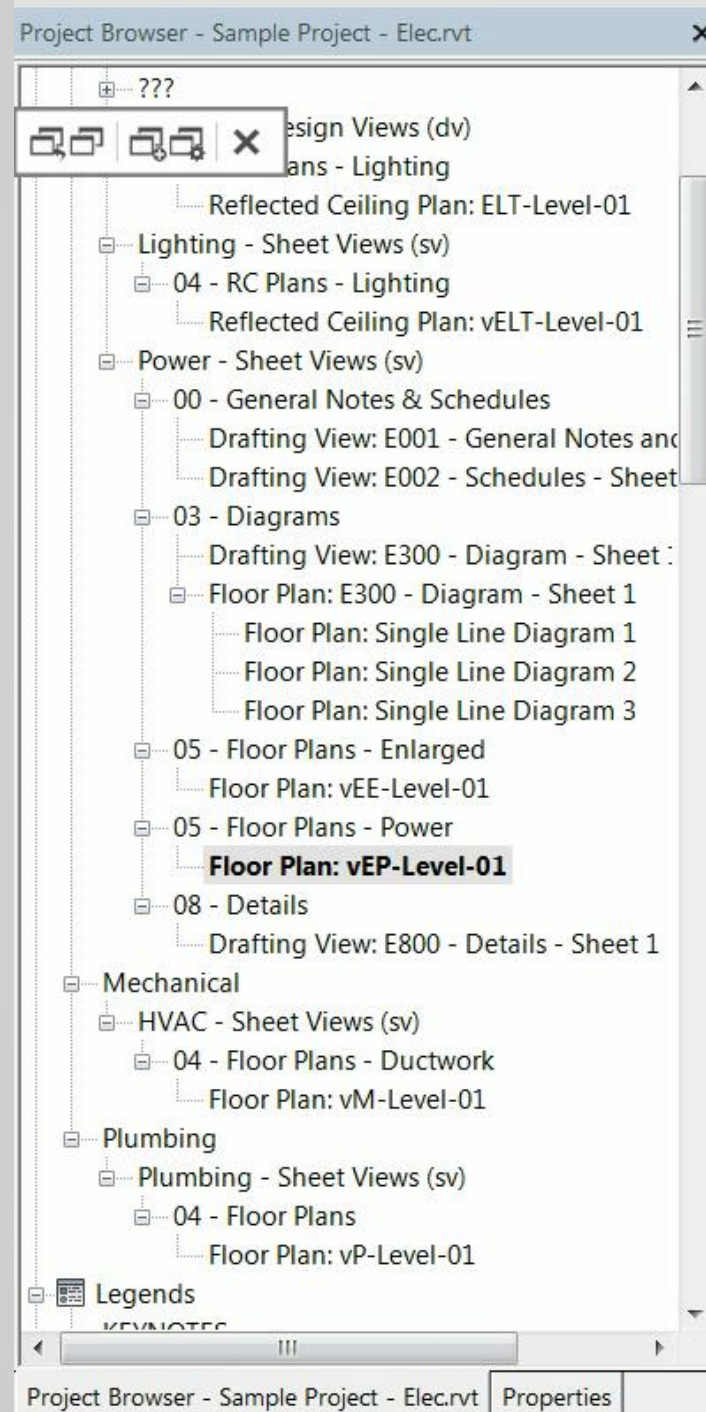 Project Browser - Sample Project - Elec.rvt
???
esign Views (dv)
ans - Lighting
Reflected Ceiling Plan: ELT-Level-01
Lighting - Sheet Views (sv)
04 - RC Plans - Lighting
Reflected Ceiling Plan: vELT-Level-01
Power - Sheet Views (sv)
00 - General Notes & Schedules
Drafting View: E001 - General Notes and
Drafting View: E002 - Schedules - Sheet
03 - Diagrams
Drafting View: E300 - Diagram - Sheet
Floor Plan: E300 - Diagram - Sheet 1
Floor Plan: Single Line Diagram 1
Floor Plan: Single Line Diagram 2
Floor Plan: Single Line Diagram 3
05 - Floor Plans - Enlarged
Floor Plan: vEE-Level-01
05 - Floor Plans - Power
Floor Plan: vEP-Level-01
08 - Details
Drafting View: E800 - Details - Sheet 1
Mechanical
HVAC - Sheet Views (sv)
04 - Floor Plans - Ductwork
Floor Plan: vM-Level-01
Plumbing
Plumbing - Sheet Views (sv)
04 - Floor Plans
Floor Plan: vP-Level-01
Legends
KEYNOTES
Project Browser - Sample Project - Elec.rvt Properties